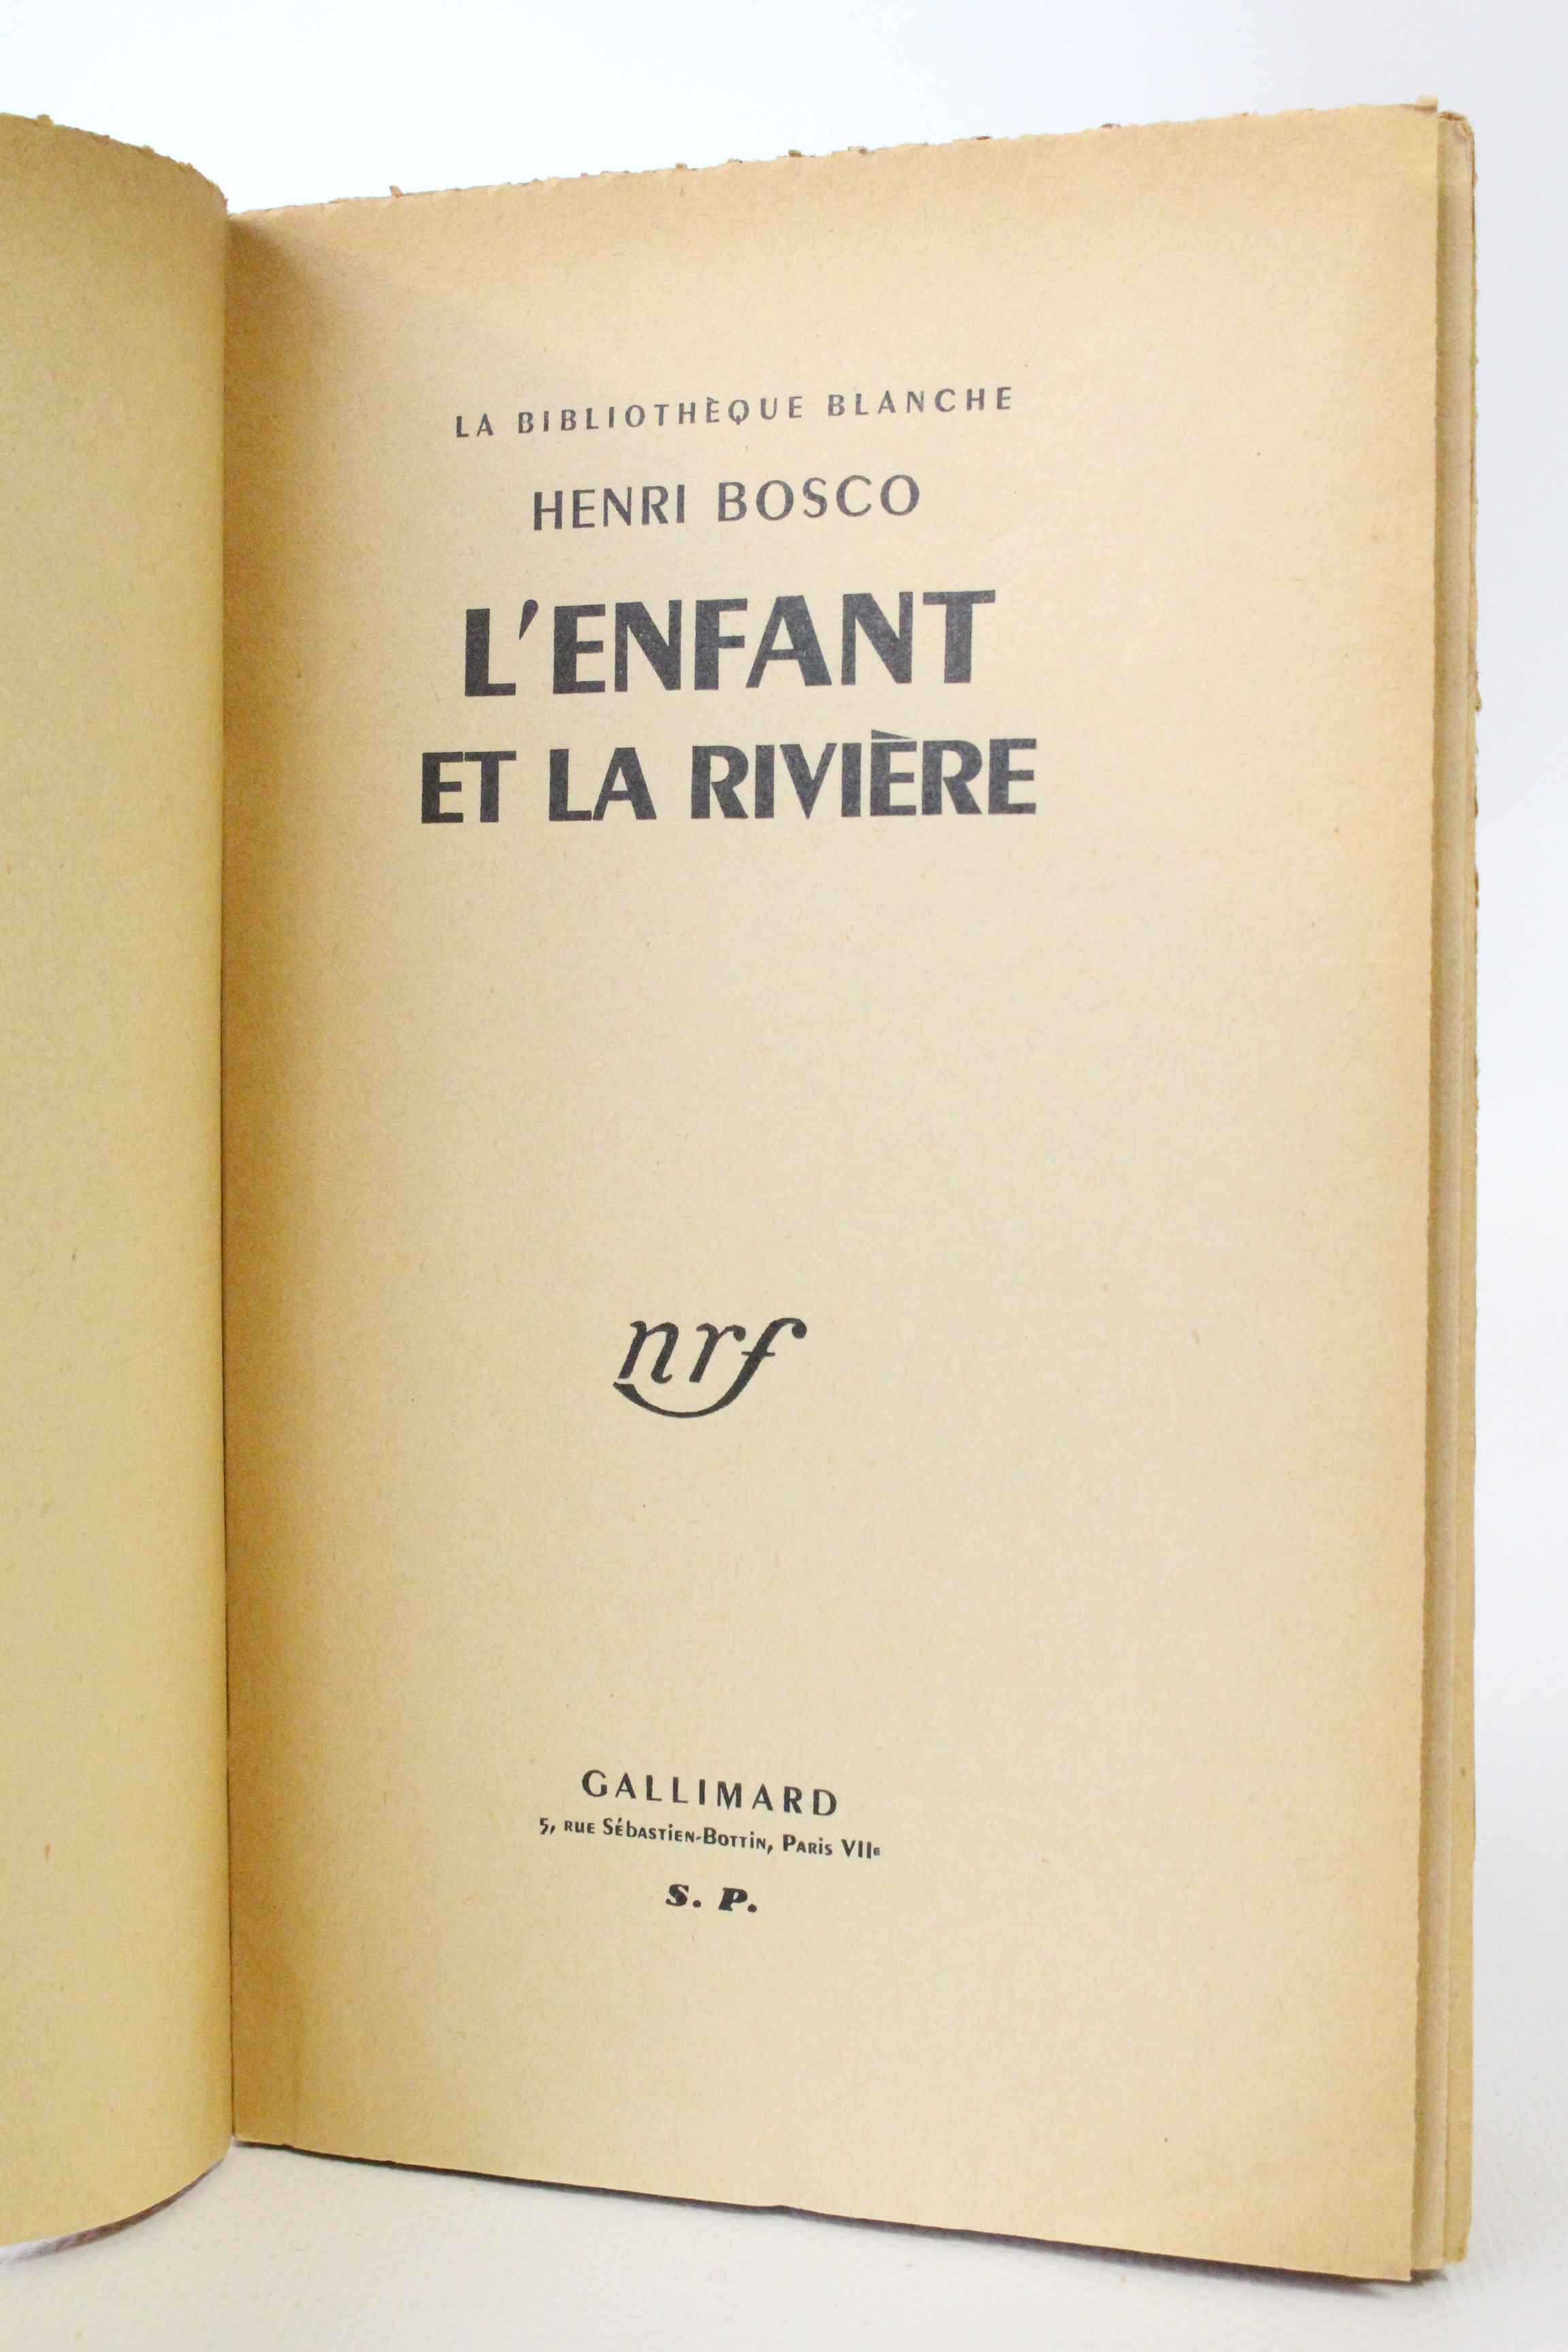 LA BIBLIOTHÈQUE BLANCHE
HENRI BOSCO
L'ENFANT
ET LA RIVIÈRE
nrf
GALLIMARD
5, RUE SÉBASTIEN-BOTTIN, PARIS VIIE
S. P.